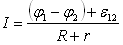 I = ((φ₁ − φ₂) + ε₁₂) / (R + r)